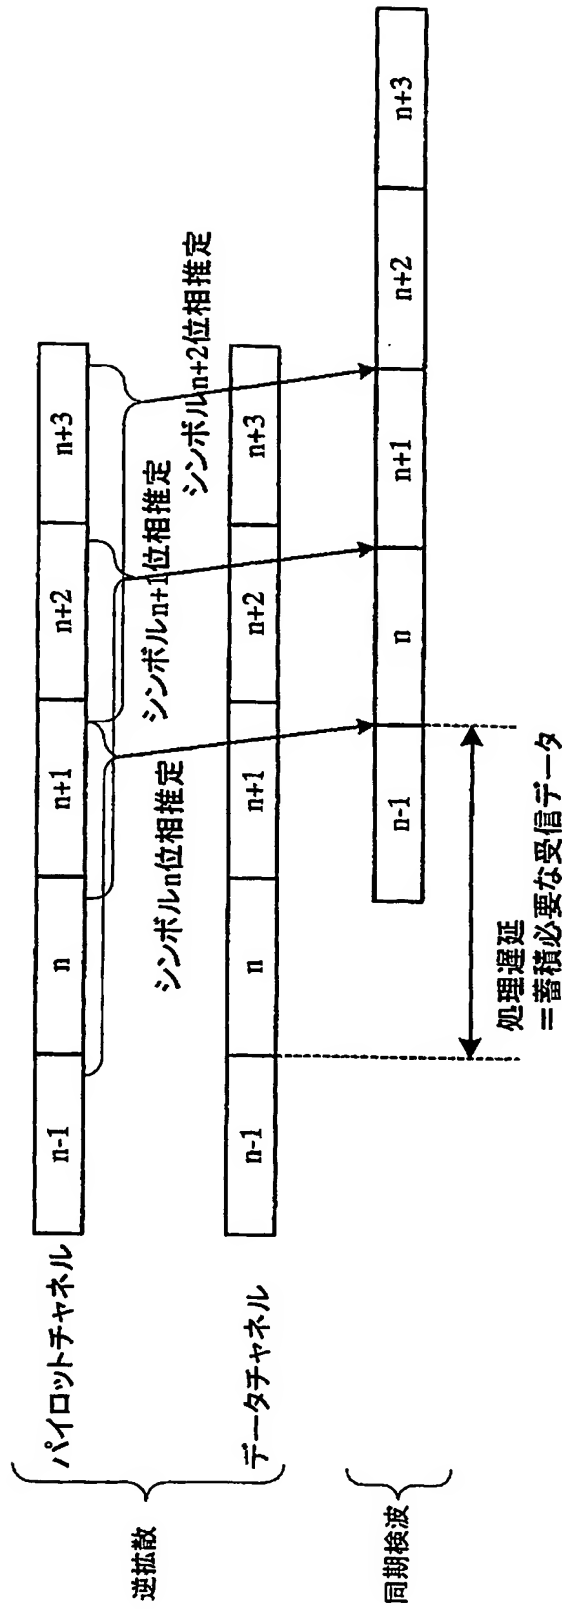 逆拡散
パイロットチャネル
n-1
n
n+1
n+2
n+3
シンボルn位相推定
シンボルn+1位相推定
シンボルn+2位相推定
データチャネル
n-1
n
n+1
n+2
n+3
同期検波
n-1
n
n+1
n+2
n+3
処理遅延
＝蓄積必要な受信データ